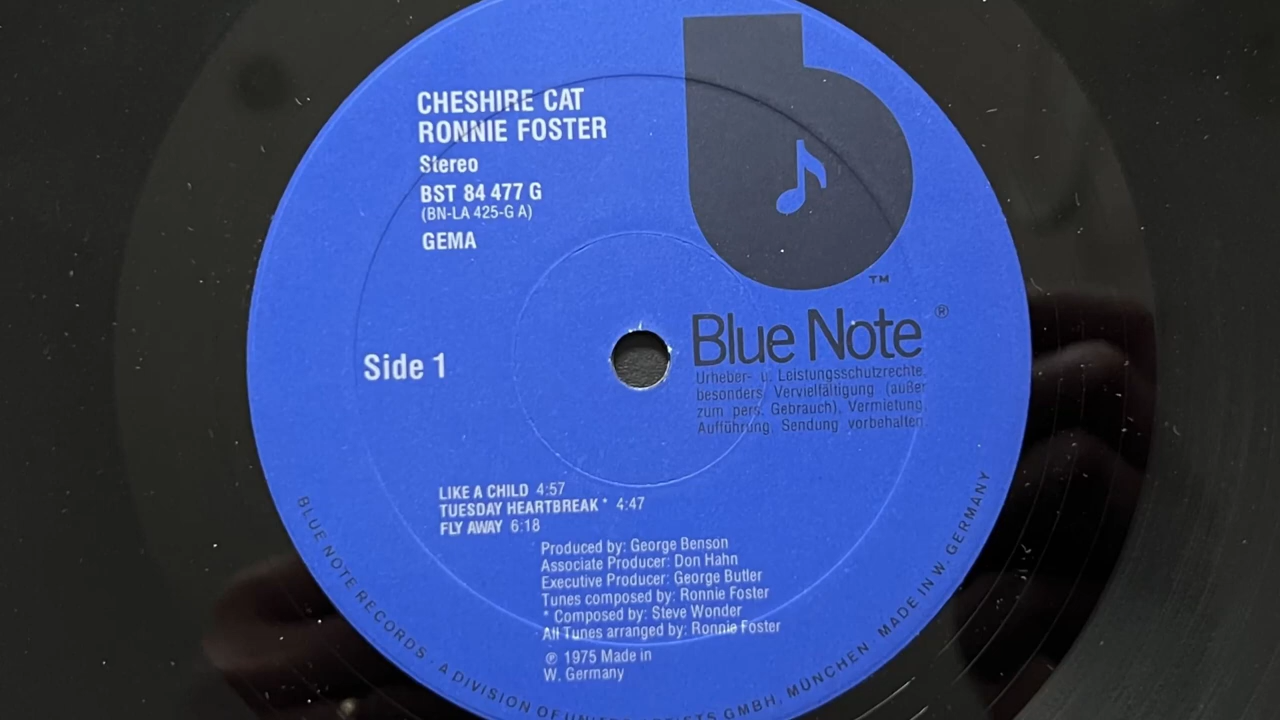 CHESHIRE CAT
RONNIE FOSTER
Stereo
BST 84 477 G
(BN-LA 425-G A)
GEMA
TM
Blue Note ®
Urheber- u. Leistungsschutzrechte,
besonders Vervielfältigung (außer
zum pers. Gebrauch), Vermietung,
Aufführung, Sendung vorbehalten.
Side 1
LIKE A CHILD 4:57
TUESDAY HEARTBREAK * 4:47
FLY AWAY 6:18
Produced by: George Benson
Associate Producer: Don Hahn
Executive Producer: George Butler
Tunes composed by: Ronnie Foster
* Composed by: Steve Wonder
All Tunes arranged by: Ronnie Foster
℗ 1975 Made in
W. Germany
BLUE NOTE RECORDS · A DIVISION OF UNITED ARTISTS GMBH, MÜNCHEN · MADE IN W. GERMANY